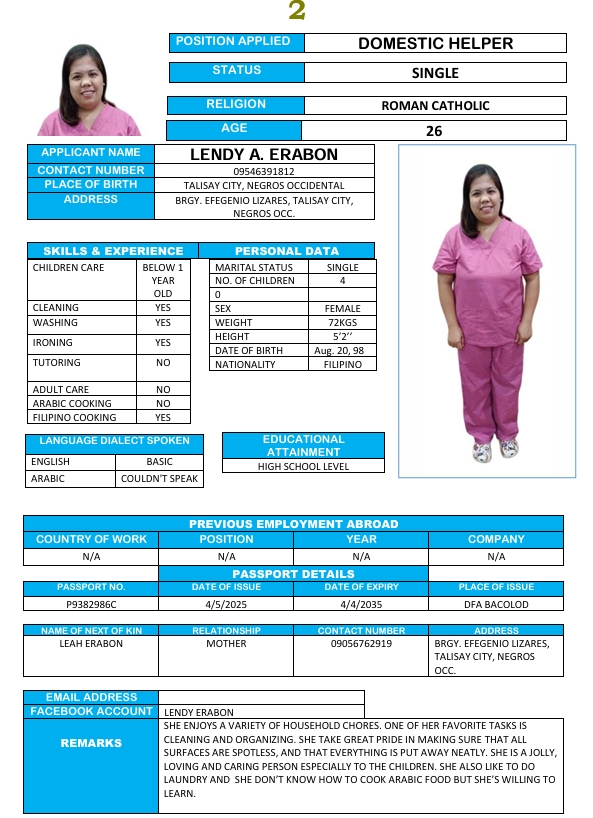 2
POSITION APPLIED DOMESTIC HELPER
STATUS SINGLE
RELIGION ROMAN CATHOLIC
AGE 26
APPLICANT NAME LENDY A. ERABON
CONTACT NUMBER 09546391812
PLACE OF BIRTH TALISAY CITY, NEGROS OCCIDENTAL
ADDRESS BRGY. EFEGENIO LIZARES, TALISAY CITY,
NEGROS OCC.
SKILLS & EXPERIENCE
CHILDREN CARE BELOW 1
YEAR
OLD
CLEANING YES
WASHING YES
IRONING YES
TUTORING NO
ADULT CARE NO
ARABIC COOKING NO
FILIPINO COOKING YES
PERSONAL DATA
MARITAL STATUS SINGLE
NO. OF CHILDREN 4
0
SEX FEMALE
WEIGHT 72KGS
HEIGHT 5'2''
DATE OF BIRTH Aug. 20, 98
NATIONALITY FILIPINO
LANGUAGE DIALECT SPOKEN
ENGLISH BASIC
ARABIC COULDN'T SPEAK
EDUCATIONAL
ATTAINMENT
HIGH SCHOOL LEVEL
PREVIOUS EMPLOYMENT ABROAD
COUNTRY OF WORK POSITION YEAR COMPANY
N/A N/A N/A N/A
PASSPORT DETAILS
PASSPORT NO. DATE OF ISSUE DATE OF EXPIRY PLACE OF ISSUE
P9382986C 4/5/2025 4/4/2035 DFA BACOLOD
NAME OF NEXT OF KIN RELATIONSHIP CONTACT NUMBER ADDRESS
LEAH ERABON MOTHER 09056762919 BRGY. EFEGENIO LIZARES,
TALISAY CITY, NEGROS
OCC.
EMAIL ADDRESS
FACEBOOK ACCOUNT LENDY ERABON
REMARKS
SHE ENJOYS A VARIETY OF HOUSEHOLD CHORES. ONE OF HER FAVORITE TASKS IS
CLEANING AND ORGANIZING. SHE TAKE GREAT PRIDE IN MAKING SURE THAT ALL
SURFACES ARE SPOTLESS, AND THAT EVERYTHING IS PUT AWAY NEATLY. SHE IS A JOLLY,
LOVING AND CARING PERSON ESPECIALLY TO THE CHILDREN. SHE ALSO LIKE TO DO
LAUNDRY AND SHE DON'T KNOW HOW TO COOK ARABIC FOOD BUT SHE'S WILLING TO
LEARN.